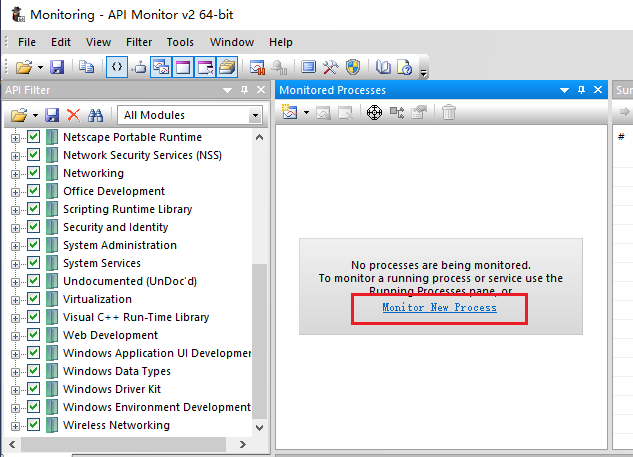 Monitoring - API Monitor v2 64-bit
File Edit View Filter Tools Window Help
API Filter
All Modules
Netscape Portable Runtime
Network Security Services (NSS)
Networking
Office Development
Scripting Runtime Library
Security and Identity
System Administration
System Services
Undocumented (UnDoc'd)
Virtualization
Visual C++ Run-Time Library
Web Development
Windows Application UI Developmen
Windows Data Types
Windows Driver Kit
Windows Environment Development
Wireless Networking
Monitored Processes
No processes are being monitored.
To monitor a running process or service use the
Running Processes pane, or
Monitor New Process
Sum
#